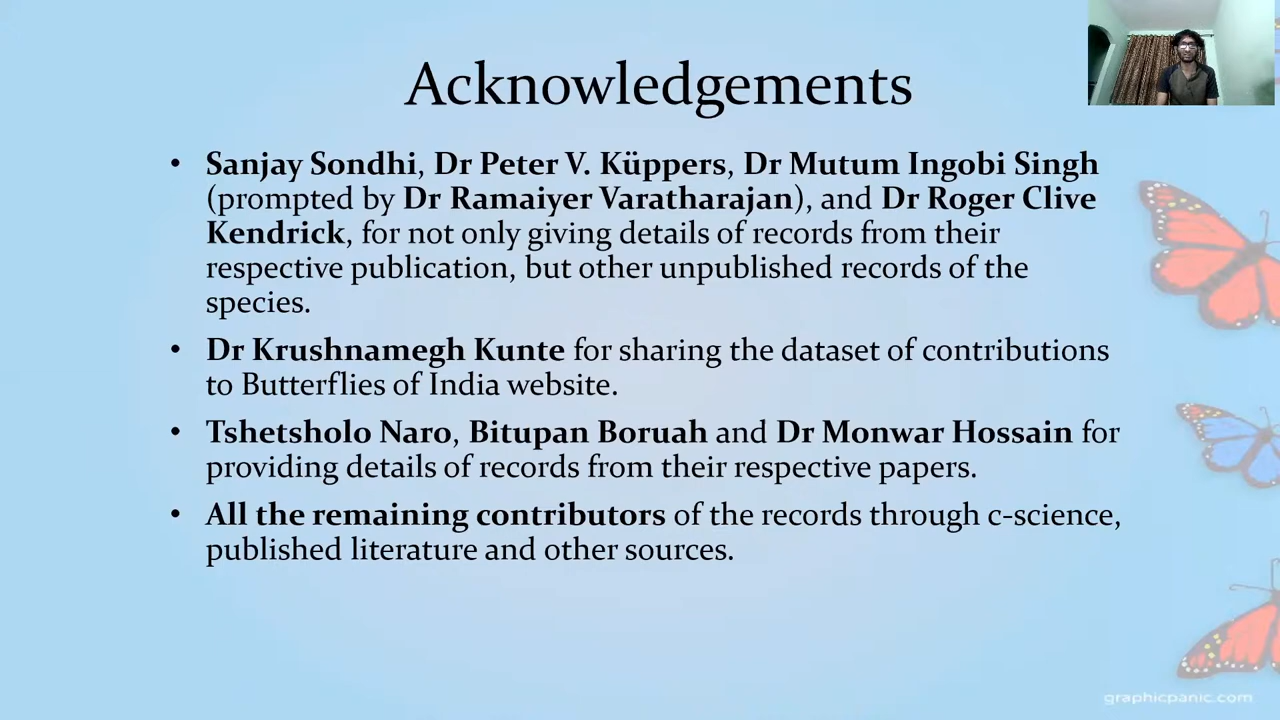 Acknowledgements
• Sanjay Sondhi, Dr Peter V. Küppers, Dr Mutum Ingobi Singh
(prompted by Dr Ramaiyer Varatharajan), and Dr Roger Clive
Kendrick, for not only giving details of records from their
respective publication, but other unpublished records of the
species.
• Dr Krushnamegh Kunte for sharing the dataset of contributions
to Butterflies of India website.
• Tshetsholo Naro, Bitupan Boruah and Dr Monwar Hossain for
providing details of records from their respective papers.
• All the remaining contributors of the records through c-science,
published literature and other sources.
graphicpanic.com